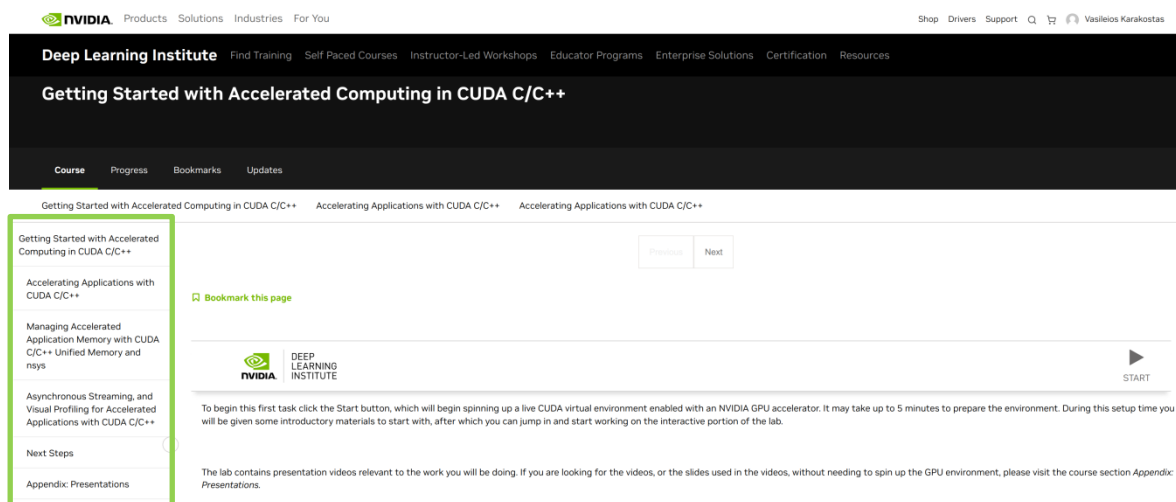 NVIDIA. Products Solutions Industries For You Shop Drivers Support Vasileios Karakostas
Deep Learning Institute Find Training Self Paced Courses Instructor-Led Workshops Educator Programs Enterprise Solutions Certification Resources
Getting Started with Accelerated Computing in CUDA C/C++
Course Progress Bookmarks Updates
Getting Started with Accelerated Computing in CUDA C/C++ Accelerating Applications with CUDA C/C++ Accelerating Applications with CUDA C/C++
Getting Started with Accelerated
Computing in CUDA C/C++
Accelerating Applications with
CUDA C/C++
Managing Accelerated
Application Memory with CUDA
C/C++ Unified Memory and
nsys
Asynchronous Streaming, and
Visual Profiling for Accelerated
Applications with CUDA C/C++
Next Steps
Appendix: Presentations
Previous Next
Bookmark this page
NVIDIA.
DEEP
LEARNING
INSTITUTE
START
To begin this first task click the Start button, which will begin spinning up a live CUDA virtual environment enabled with an NVIDIA GPU accelerator. It may take up to 5 minutes to prepare the environment. During this setup time you
will be given some introductory materials to start with, after which you can jump in and start working on the interactive portion of the lab.
The lab contains presentation videos relevant to the work you will be doing. If you are looking for the videos, or the slides used in the videos, without needing to spin up the GPU environment, please visit the course section Appendix:
Presentations.